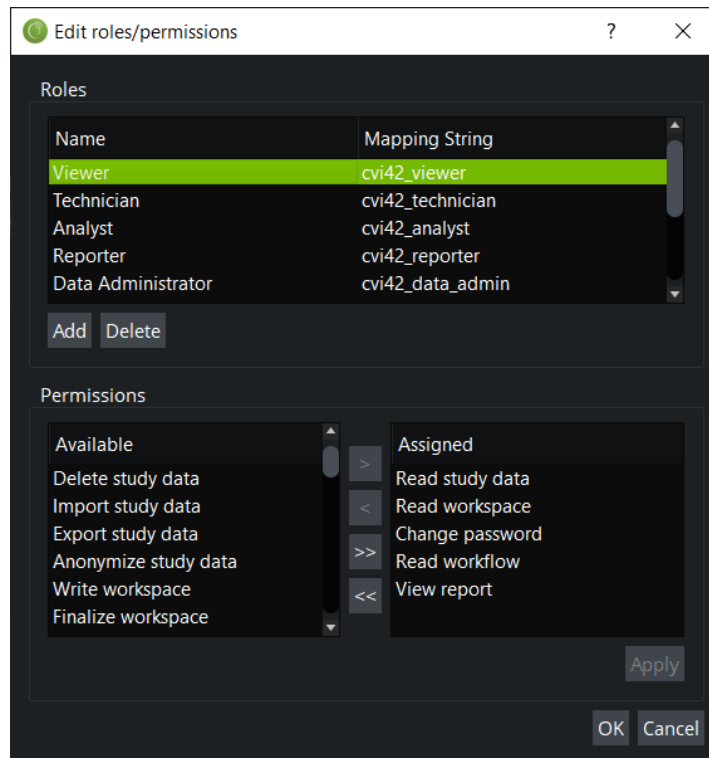 Edit roles/permissions ? ×
Roles
Name Mapping String
Viewer cvi42_viewer
Technician cvi42_technician
Analyst cvi42_analyst
Reporter cvi42_reporter
Data Administrator cvi42_data_admin
Add Delete
Permissions
Available Assigned
Delete study data > Read study data
Import study data < Read workspace
Export study data Change password
Anonymize study data >> Read workflow
Write workspace << View report
Finalize workspace
Apply
OK Cancel